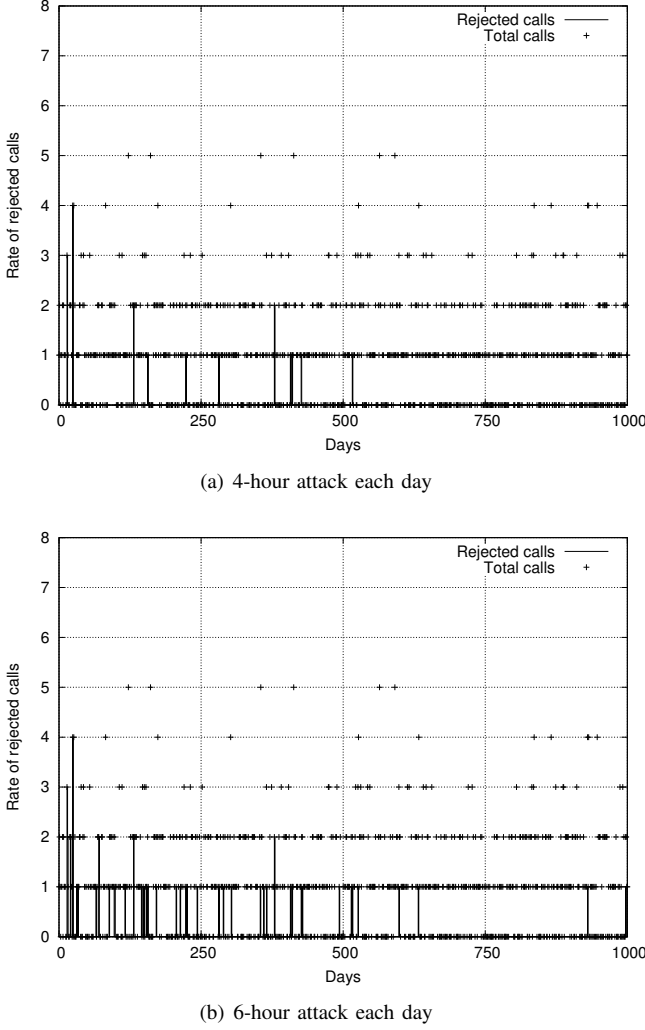 8
Rejected calls
Total calls
7
6
5
4
3
2
1
0
Rate of rejected calls
0 250 500 750 1000
Days
(a) 4-hour attack each day
8
Rejected calls
Total calls
7
6
5
4
3
2
1
0
Rate of rejected calls
0 250 500 750 1000
Days
(b) 6-hour attack each day